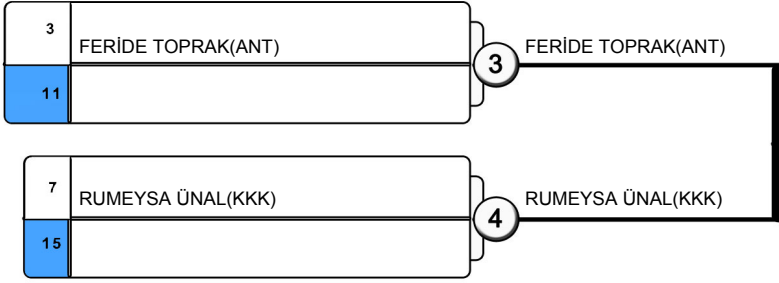 3
FERİDE TOPRAK(ANT)
3
FERİDE TOPRAK(ANT)
11
7
RUMEYSA ÜNAL(KKK)
4
RUMEYSA ÜNAL(KKK)
15